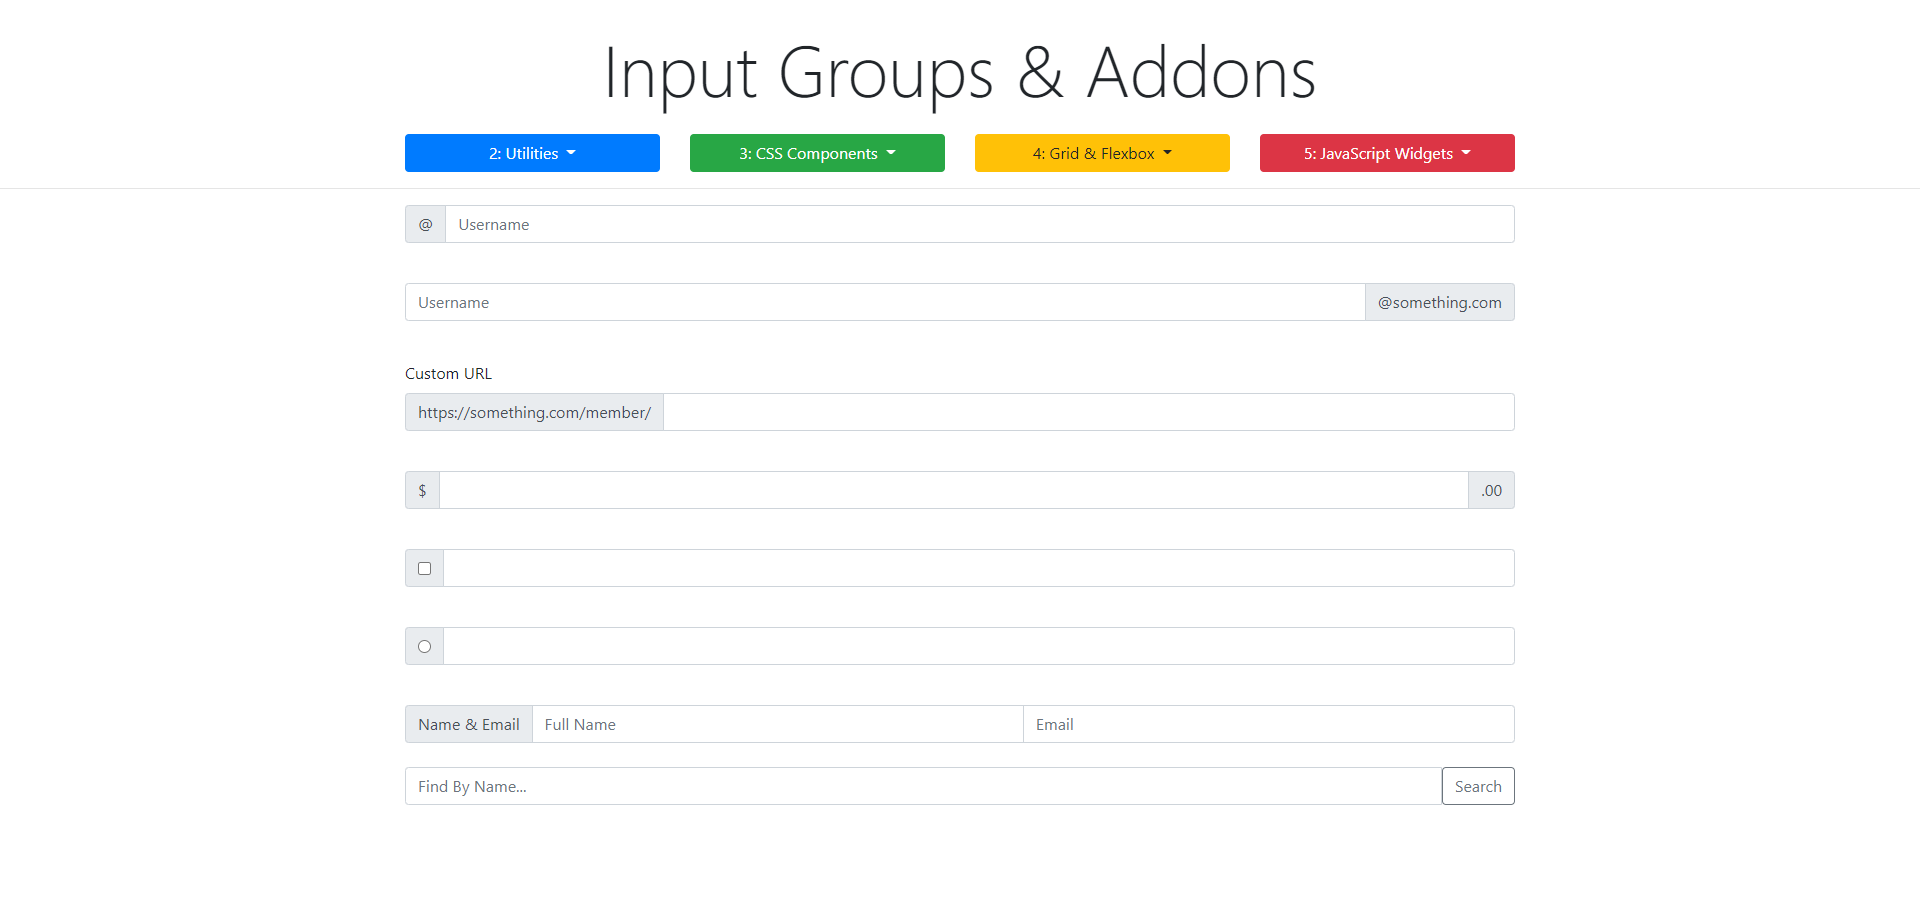 Input Groups & Addons
2: Utilities 3: CSS Components 4: Grid & Flexbox 5: JavaScript Widgets
@ Username
Username @something.com
Custom URL
https://something.com/member/
$ .00
Name & Email Full Name Email
Find By Name... Search